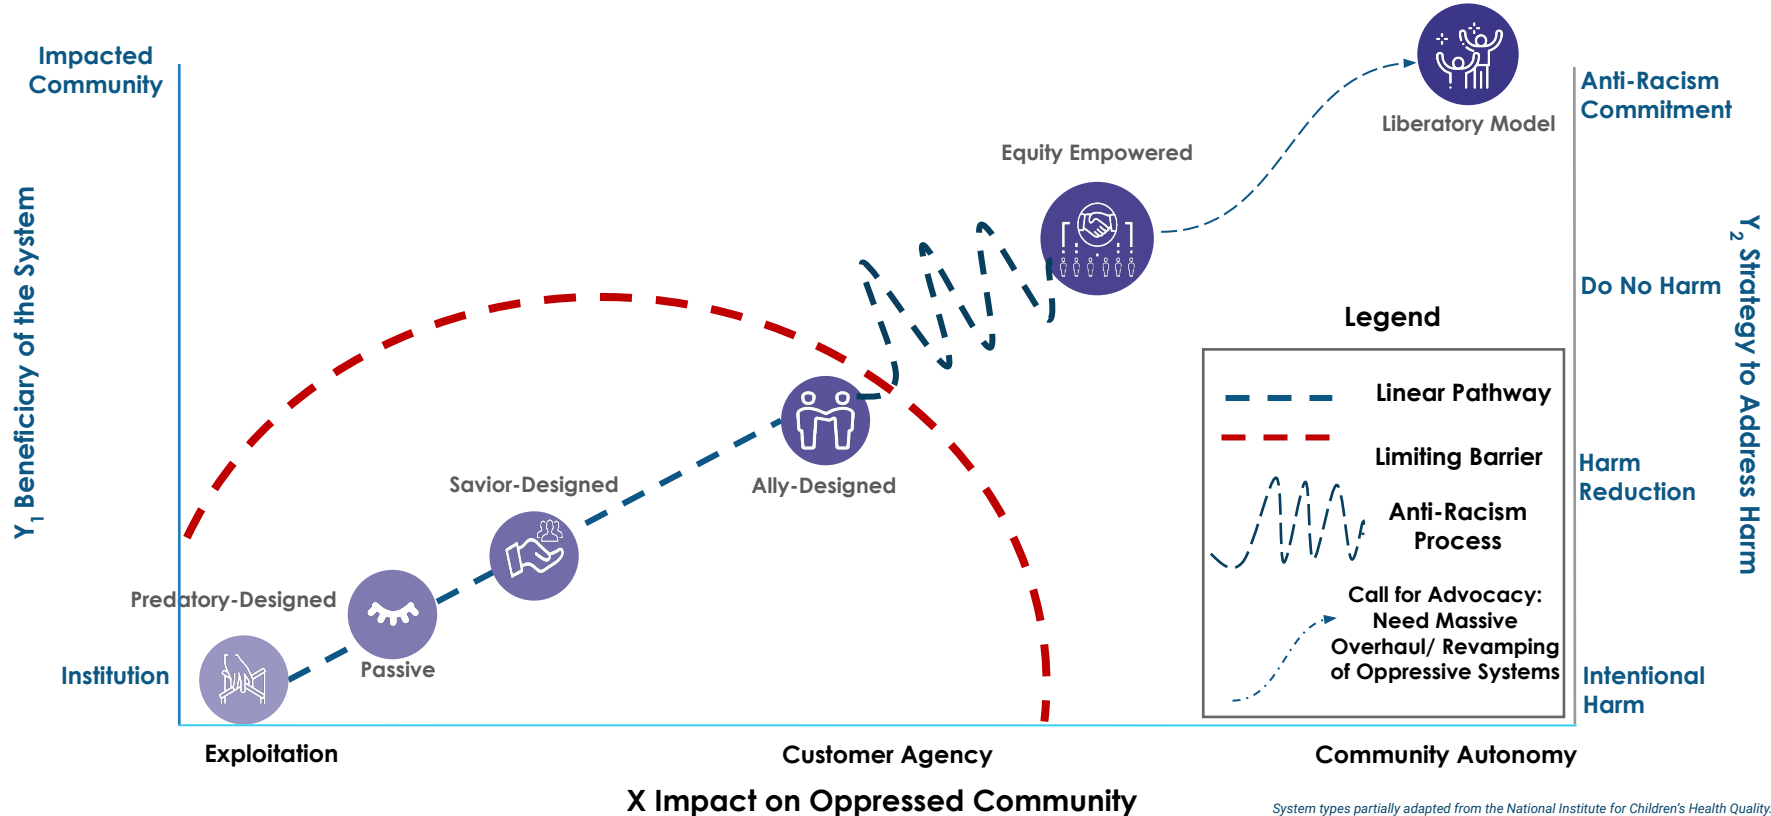 Impacted
Community
Anti-Racism
Commitment
Liberatory Model
Equity Empowered
Y1 Beneficiary of the System
Y2 Strategy to Address Harm
Do No Harm
Legend
Linear Pathway
Limiting Barrier
Anti-Racism
Process
Call for Advocacy:
Need Massive
Overhaul/ Revamping
of Oppressive Systems
Harm
Reduction
Savior-Designed
Ally-Designed
Predatory-Designed
Passive
Institution
Intentional
Harm
Exploitation
Customer Agency
Community Autonomy
X Impact on Oppressed Community
System types partially adapted from the National Institute for Children's Health Quality.